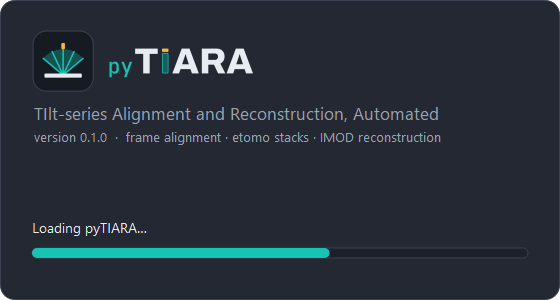 pyTiARA
TIlt-series Alignment and Reconstruction, Automated
version 0.1.0 · frame alignment · etomo stacks · IMOD reconstruction
Loading pyTIARA...